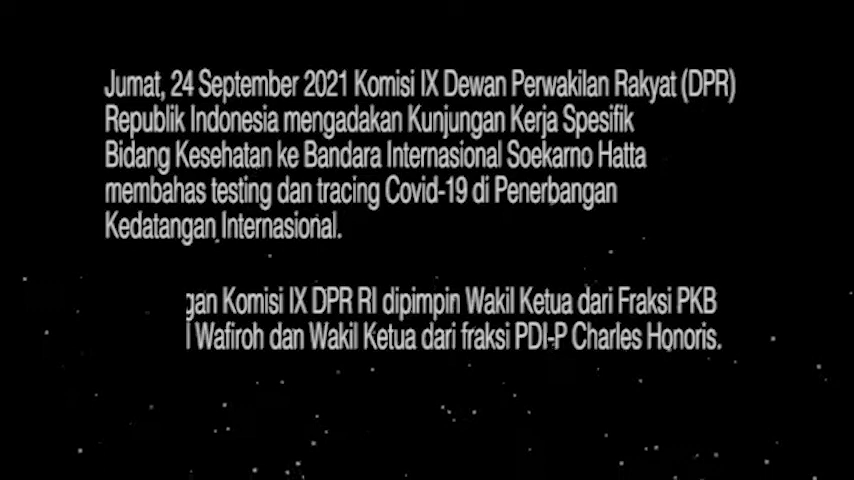 Jumat, 24 September 2021 Komisi IX Dewan Perwakilan Rakyat (DPR)
Republik Indonesia mengadakan Kunjungan Kerja Spesifik
Bidang Kesehatan ke Bandara Internasional Soekarno Hatta
membahas testing dan tracing Covid-19 di Penerbangan
Kedatangan Internasional.
Komisi IX DPR RI dipimpin Wakil Ketua dari Fraksi PKB
Wafiroh dan Wakil Ketua dari fraksi PDI-P Charles Honoris.